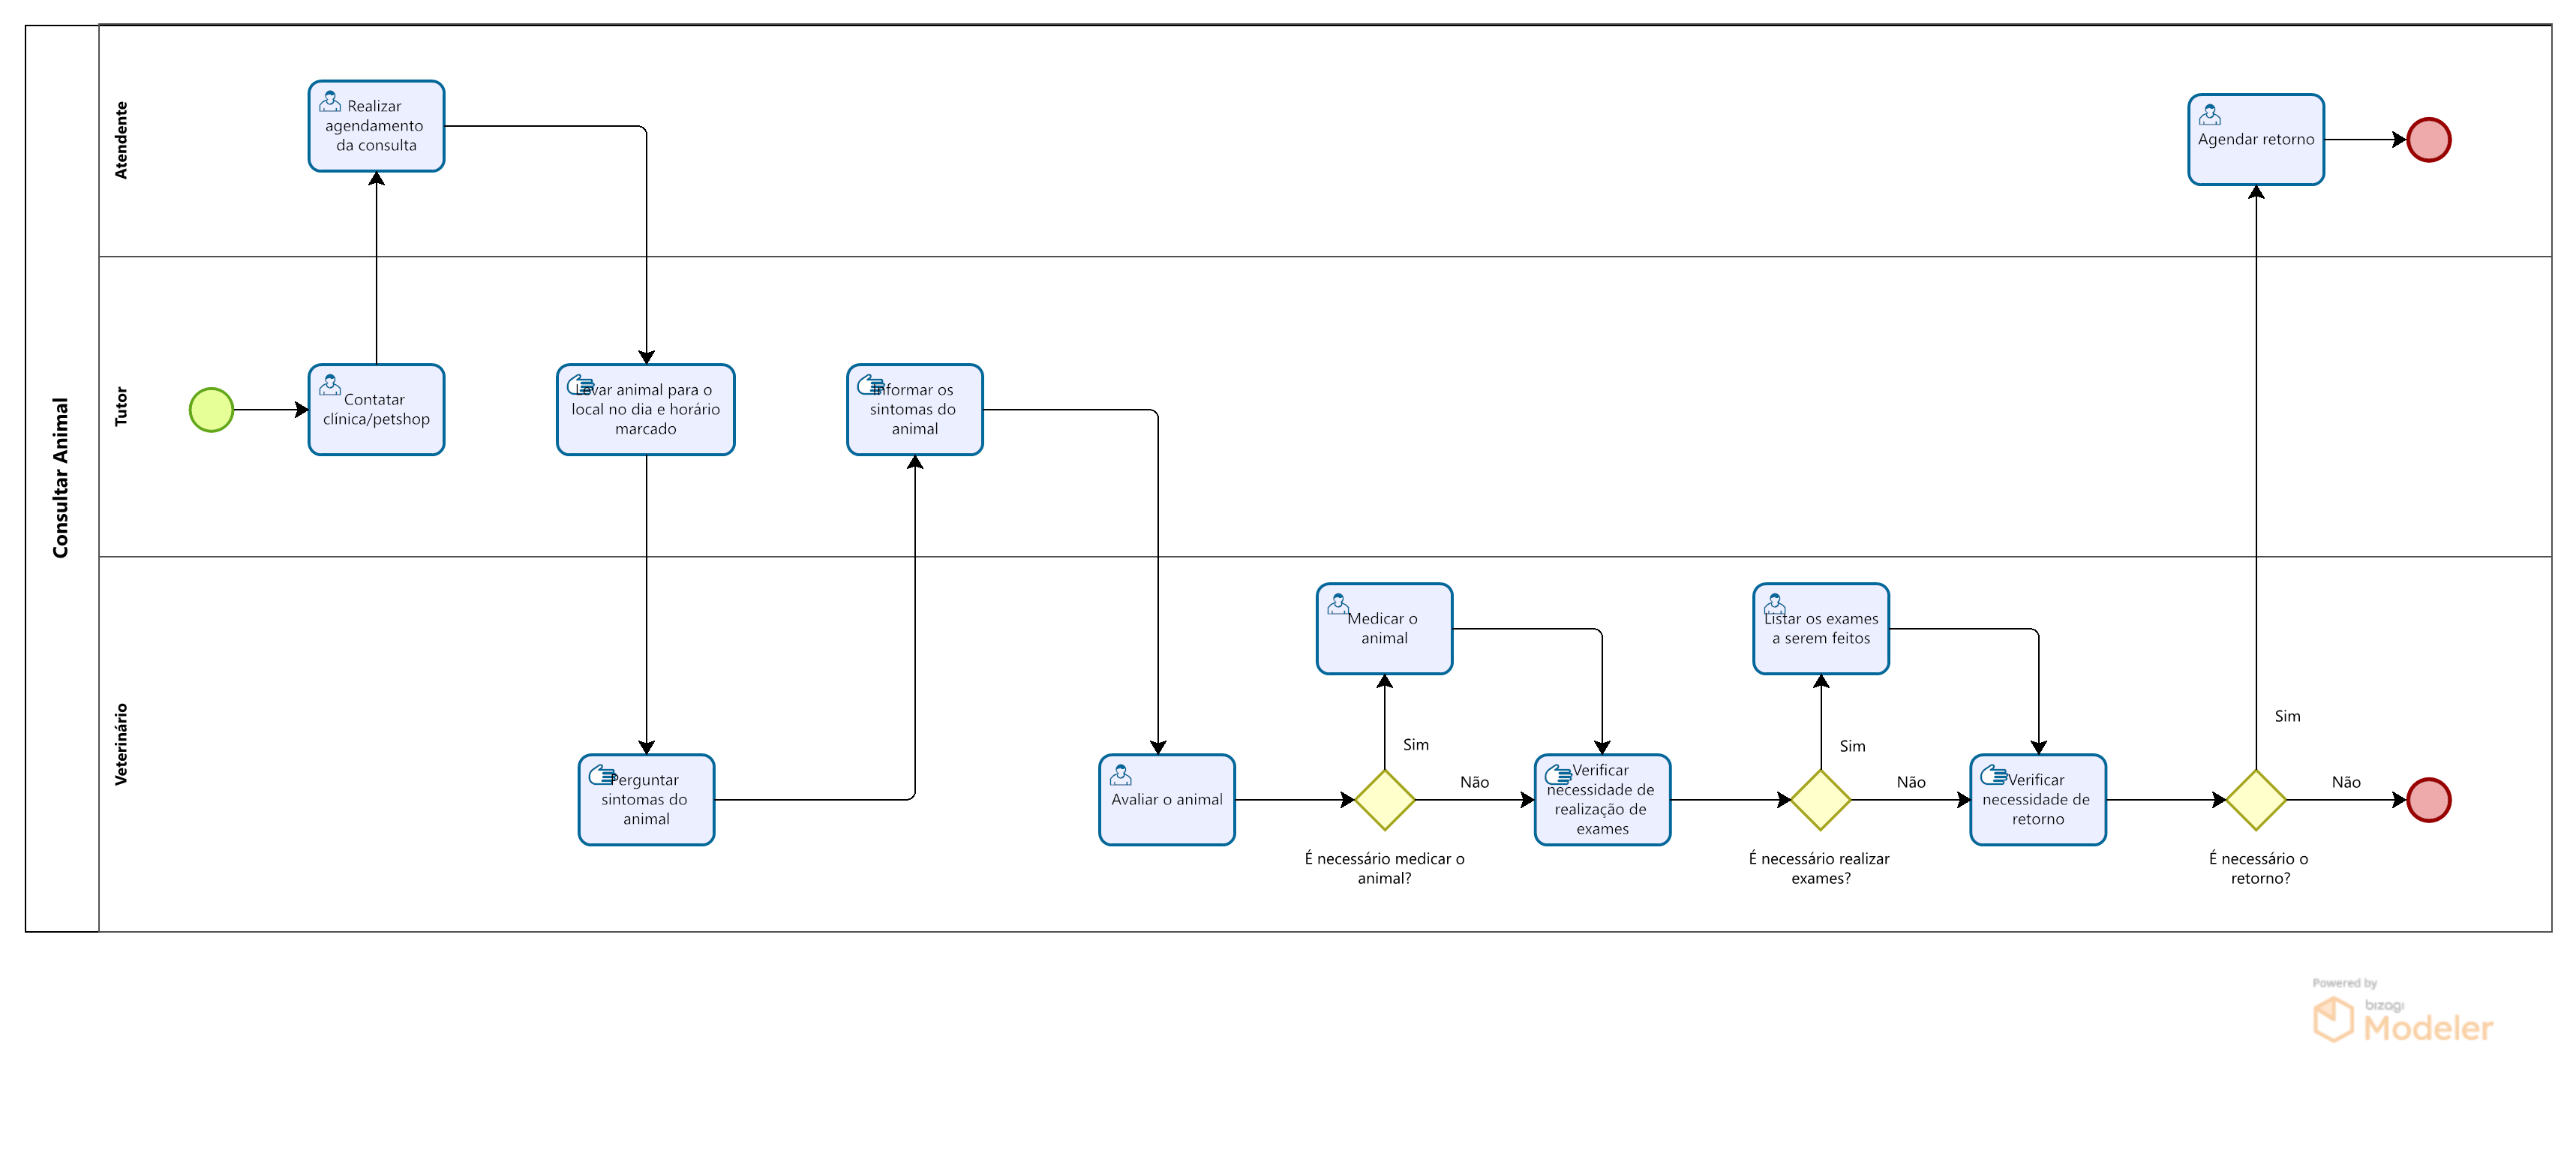 Consultar Animal
Atendente
Realizar
agendamento
da consulta
Agendar retorno
Tutor
Contatar
clínica/petshop
Levar animal para o
local no dia e horário
marcado
Informar os
sintomas do
animal
Veterinário
Perguntar
sintomas do
animal
Avaliar o animal
Medicar o
animal
Sim
Não
É necessário medicar o
animal?
Verificar
necessidade de
realização de
exames
Listar os exames
a serem feitos
Sim
Não
É necessário realizar
exames?
Verificar
necessidade de
retorno
Sim
Não
É necessário o
retorno?
Powered by
bizagi
Modeler